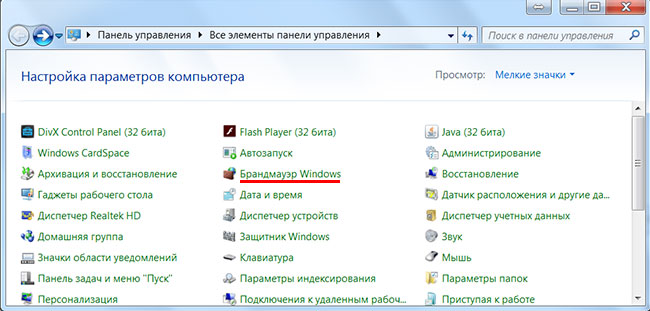 Панель управления Все элементы панели управления Поиск в панели управления
Настройка параметров компьютера Просмотр: Мелкие значки
DivX Control Panel (32 бита) Flash Player (32 бита) Java (32 бита)
Windows CardSpace Автозапуск Администрирование
Архивация и восстановление Брандмауэр Windows Восстановление
Гаджеты рабочего стола Дата и время Датчик расположения и другие да...
Диспетчер Realtek HD Диспетчер устройств Диспетчер учетных данных
Домашняя группа Защитник Windows Звук
Значки области уведомлений Клавиатура Мышь
Панель задач и меню "Пуск" Параметры индексирования Параметры папок
Персонализация Подключения к удаленным рабоч... Приступая к работе